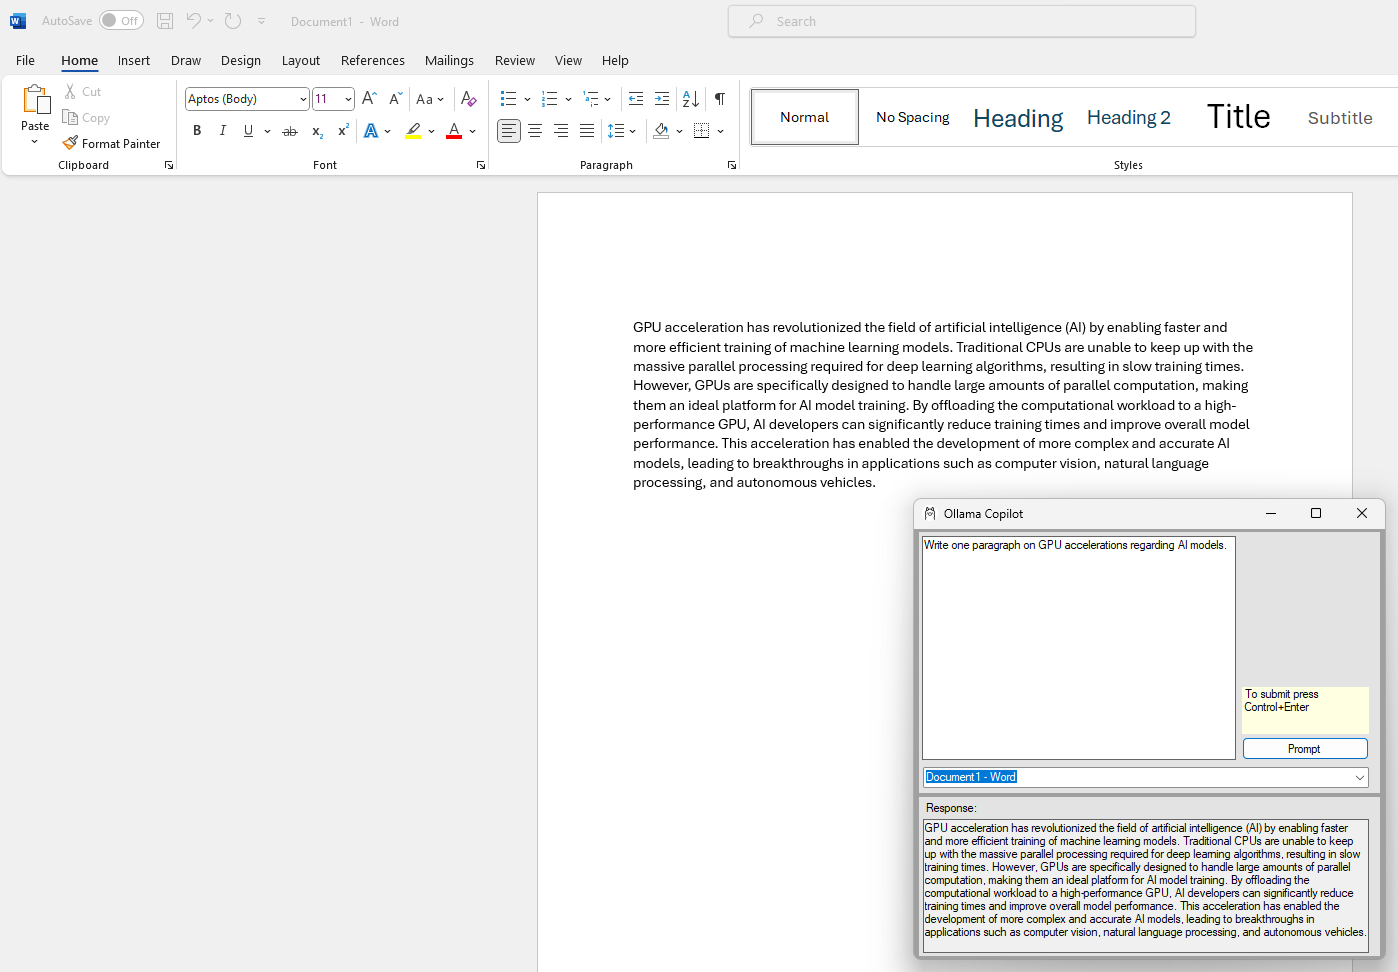 AutoSave Off Document1 - Word Search
File Home Insert Draw Design Layout References Mailings Review View Help
Paste
Cut
Copy
Format Painter
Clipboard
Aptos (Body) 11
Font
Paragraph
Normal No Spacing Heading Heading 2 Title Subtitle
Styles
GPU acceleration has revolutionized the field of artificial intelligence (AI) by enabling faster and
more efficient training of machine learning models. Traditional CPUs are unable to keep up with the
massive parallel processing required for deep learning algorithms, resulting in slow training times.
However, GPUs are specifically designed to handle large amounts of parallel computation, making
them an ideal platform for AI model training. By offloading the computational workload to a high-
performance GPU, AI developers can significantly reduce training times and improve overall model
performance. This acceleration has enabled the development of more complex and accurate AI
models, leading to breakthroughs in applications such as computer vision, natural language
processing, and autonomous vehicles.
Ollama Copilot
Write one paragraph on GPU accelerations regarding AI models.
To submit press
Control+Enter
Prompt
Document1 - Word
Response:
GPU acceleration has revolutionized the field of artificial intelligence (AI) by enabling faster
and more efficient training of machine learning models. Traditional CPUs are unable to keep
up with the massive parallel processing required for deep learning algorithms, resulting in slow
training times. However, GPUs are specifically designed to handle large amounts of parallel
computation, making them an ideal platform for AI model training. By offloading the
computational workload to a high-performance GPU, AI developers can significantly reduce
training times and improve overall model performance. This acceleration has enabled the
development of more complex and accurate AI models, leading to breakthroughs in
applications such as computer vision, natural language processing, and autonomous vehicles.